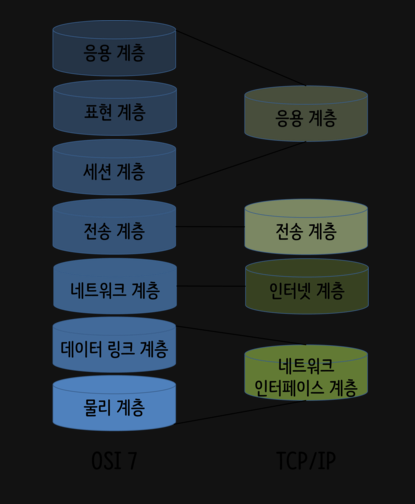 응용 계층
표현 계층
세션 계층
전송 계층
네트워크 계층
데이터 링크 계층
물리 계층
OSI 7
응용 계층
전송 계층
인터넷 계층
네트워크
인터페이스 계층
TCP/IP